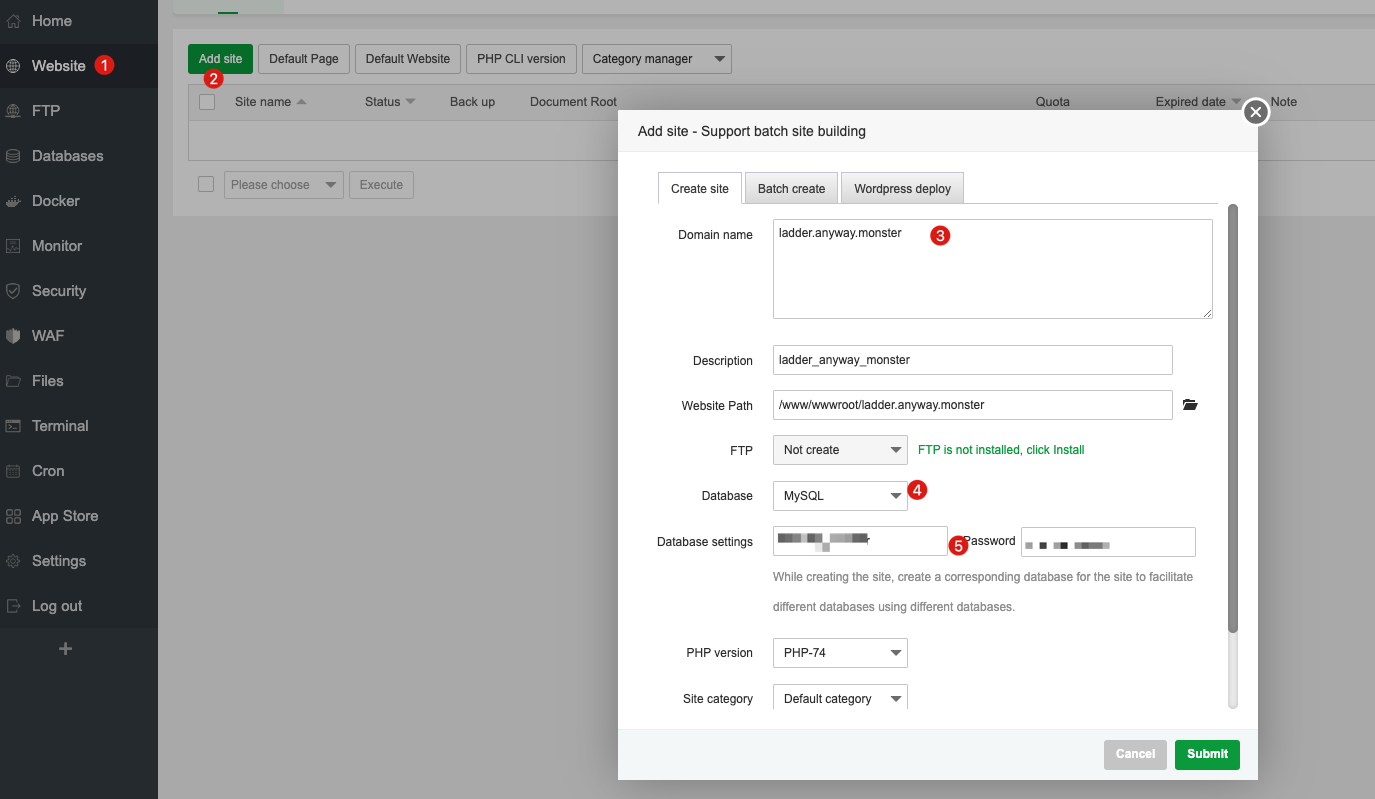 Home
Website 1
FTP
Databases
Docker
Monitor
Security
WAF
Files
Terminal
Cron
App Store
Settings
Log out
Add site Default Page Default Website PHP CLI version Category manager
2
Site name Status Back up Document Root Quota Expired date Note
Please choose Execute
Add site - Support batch site building
Create site Batch create Wordpress deploy
Domain name ladder.anyway.monster 3
Description ladder_anyway_monster
Website Path /www/wwwroot/ladder.anyway.monster
FTP Not create FTP is not installed, click Install
Database MySQL 4
Database settings 5 Password
While creating the site, create a corresponding database for the site to facilitate
different databases using different databases.
PHP version PHP-74
Site category Default category
Cancel Submit